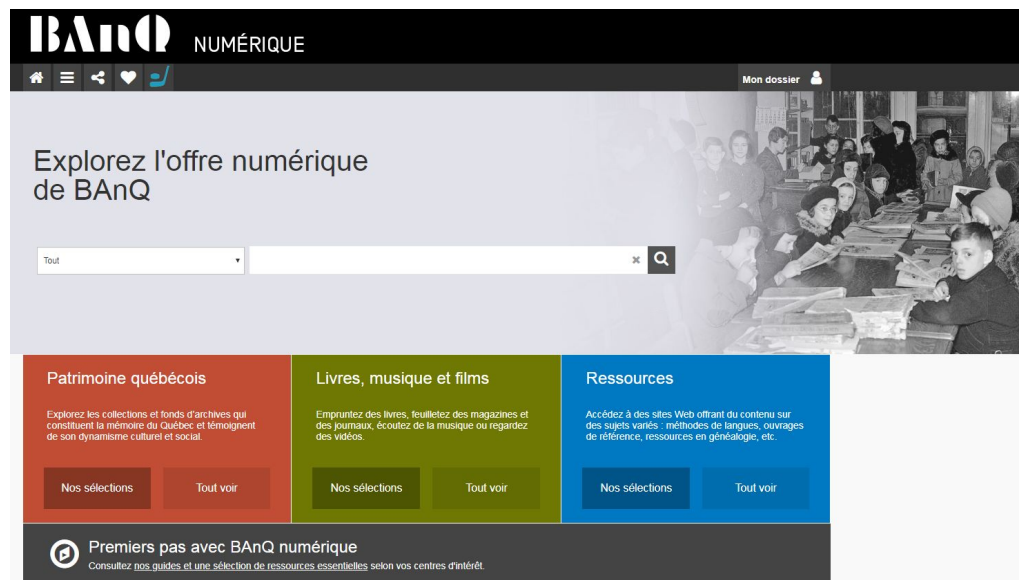 BAnQ NUMÉRIQUE
Mon dossier
Explorez l'offre numérique
de BAnQ
Tout
Patrimoine québécois
Explorez les collections et fonds d'archives qui
constituent la mémoire du Québec et témoignent
de son dynamisme culturel et social.
Nos sélections Tout voir
Livres, musique et films
Empruntez des livres, feuilletez des magazines et
des journaux, écoutez de la musique ou regardez
des vidéos.
Nos sélections Tout voir
Ressources
Accédez à des sites Web offrant du contenu sur
des sujets variés : méthodes de langues, ouvrages
de référence, ressources en généalogie, etc.
Nos sélections Tout voir
Premiers pas avec BAnQ numérique
Consultez nos guides et une sélection de ressources essentielles selon vos centres d'intérêt.